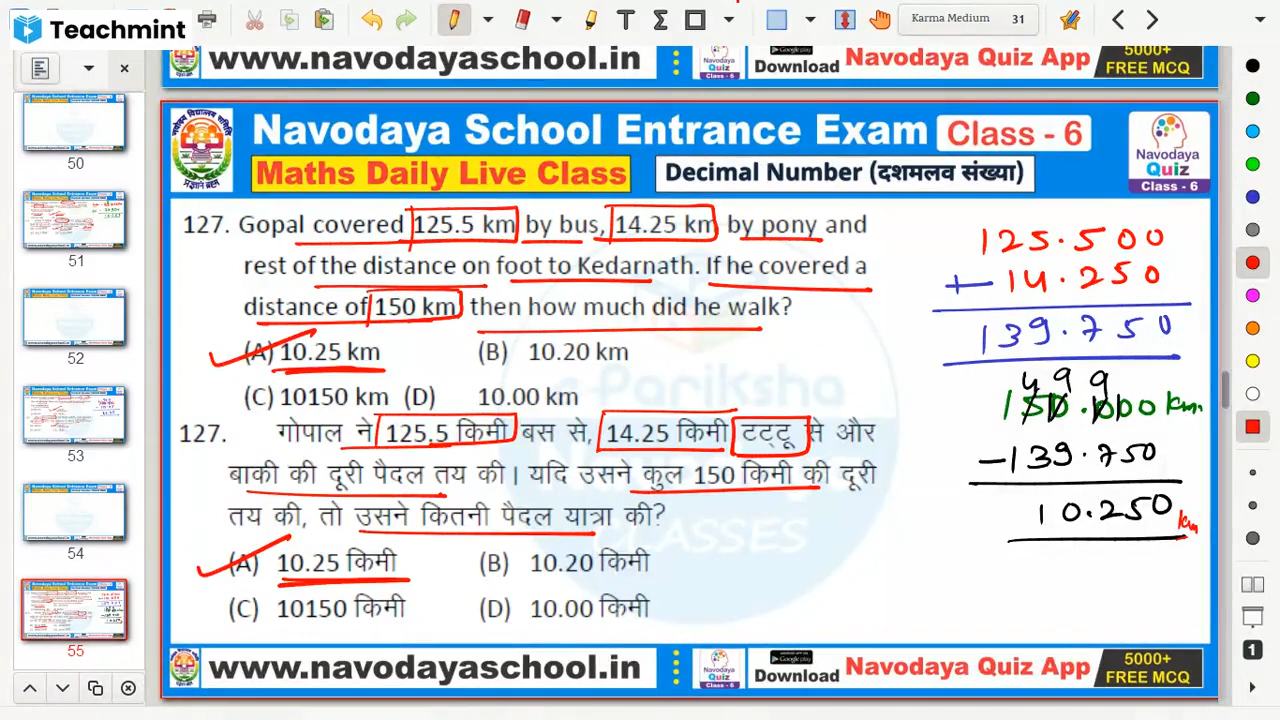 Karma Medium 31
Teachmint
www.navodayaschool.in Download Navodaya Quiz App 5000+ FREE MCQ
Navodaya School Entrance Exam Class - 6
Maths Daily Live Class Decimal Number (दशमलव संख्या)
Navodaya
Quiz
Class - 6
127. Gopal covered 125.5 km by bus, 14.25 km by pony and
rest of the distance on foot to Kedarnath. If he covered a
distance of 150 km then how much did he walk?
(A) 10.25 km (B) 10.20 km
(C) 10150 km (D) 10.00 km
127. गोपाल ने 125.5 किमी बस से, 14.25 किमी टट्टू से और
बाकी की दूरी पैदल तय की। यदि उसने कुल 150 किमी की दूरी
तय की, तो उसने कितनी पैदल यात्रा की?
(A) 10.25 किमी (B) 10.20 किमी
(C) 10150 किमी (D) 10.00 किमी
125.500
+ 14.250
139.750
4 9 9
150.000 km
-139.750
10.250 km
www.navodayaschool.in Download Navodaya Quiz App 5000+ FREE MCQ
50
51
52
53
54
55
1